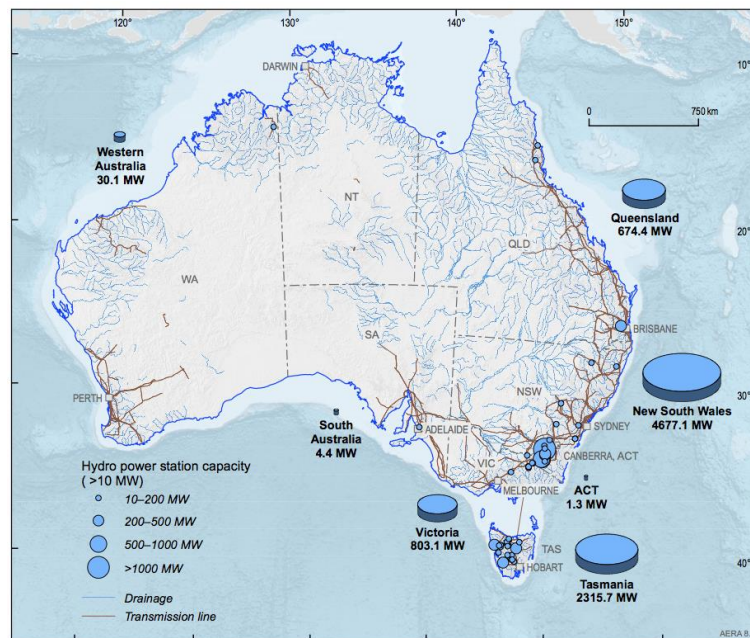 120°
130°
140°
150°
DARWIN
10°
0
750 km
Western
Australia
30.1 MW
NT
Queensland
674.4 MW
20°
QLD
WA
BRISBANE
SA
NSW
New South Wales
4677.1 MW
30°
PERTH
SYDNEY
South
Australia
4.4 MW
ADELAIDE
CANBERRA, ACT
VIC
MELBOURNE
ACT
1.3 MW
Hydro power station capacity
( >10 MW)
10–200 MW
200–500 MW
500–1000 MW
>1000 MW
Drainage
Transmission line
Victoria
803.1 MW
TAS
HOBART
Tasmania
2315.7 MW
40°